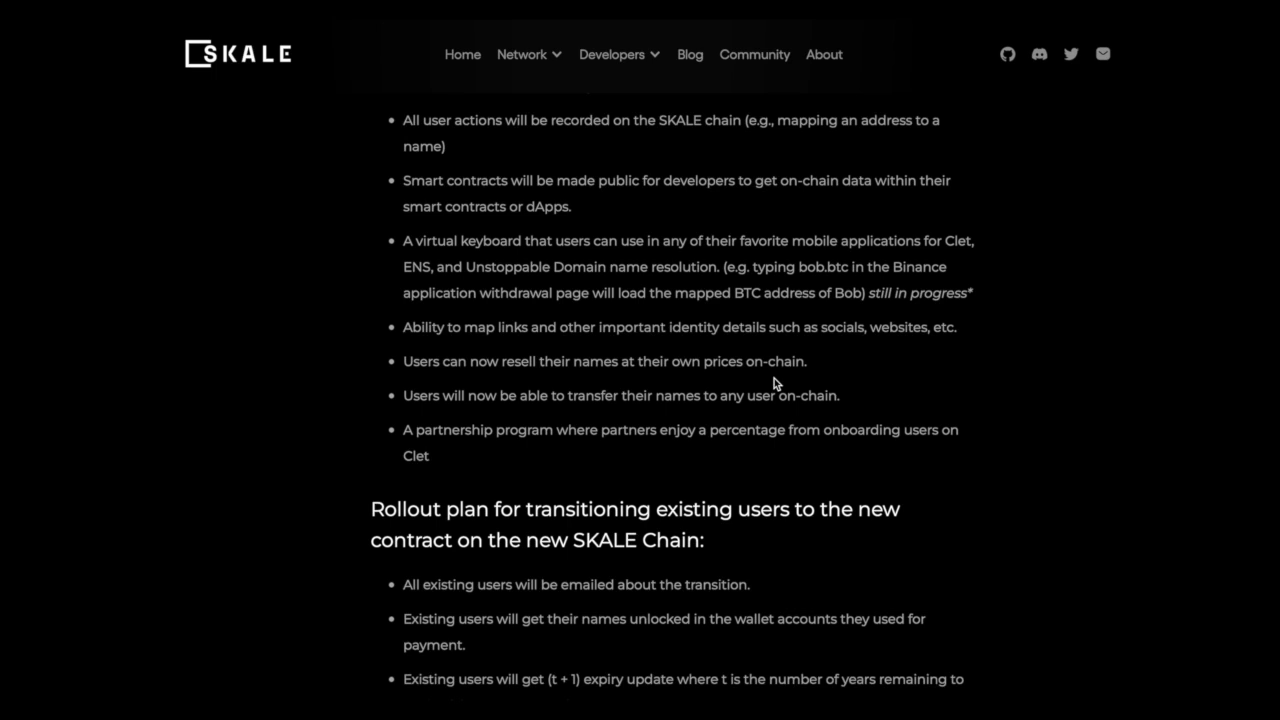 SKALE
Home Network Developers Blog Community About
All user actions will be recorded on the SKALE chain (e.g., mapping an address to a
name)
Smart contracts will be made public for developers to get on-chain data within their
smart contracts or dApps.
A virtual keyboard that users can use in any of their favorite mobile applications for Clet,
ENS, and Unstoppable Domain name resolution. (e.g. typing bob.btc in the Binance
application withdrawal page will load the mapped BTC address of Bob) still in progress*
Ability to map links and other important identity details such as socials, websites, etc.
Users can now resell their names at their own prices on-chain.
Users will now be able to transfer their names to any user on-chain.
A partnership program where partners enjoy a percentage from onboarding users on
Clet
Rollout plan for transitioning existing users to the new
contract on the new SKALE Chain:
All existing users will be emailed about the transition.
Existing users will get their names unlocked in the wallet accounts they used for
payment.
Existing users will get (t + 1) expiry update where t is the number of years remaining to